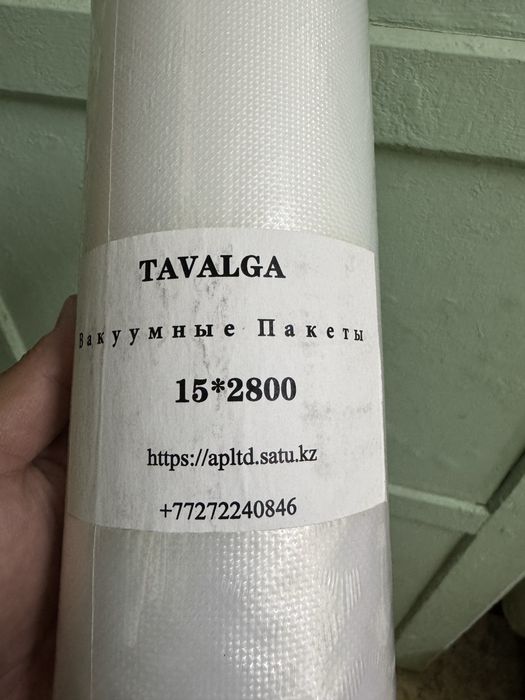 TAVALGA
Вакуумные Пакеты
15*2800
https://apltd.satu.kz
+77272240846